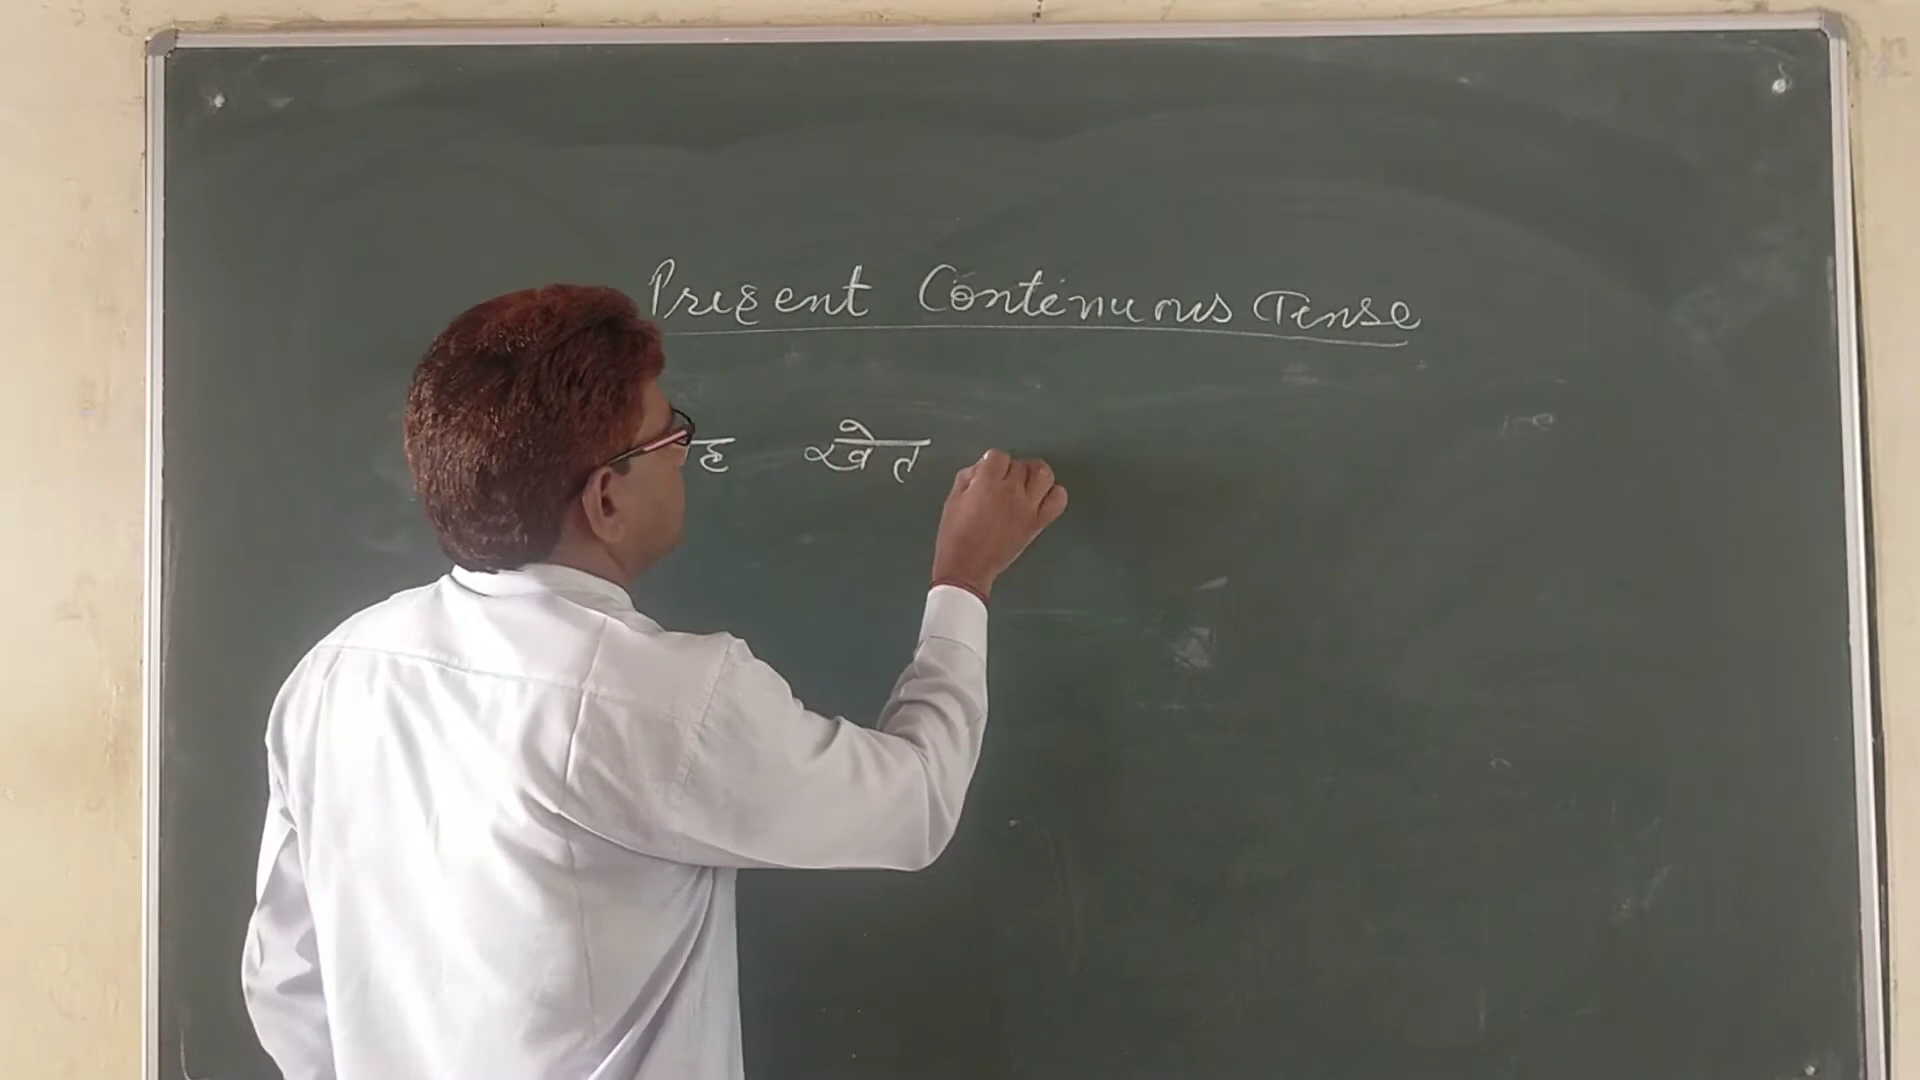 Present Continuous Tense
ह खेत